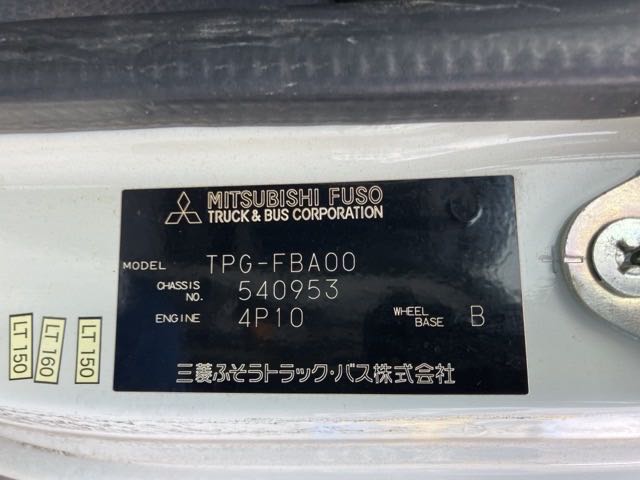 MITSUBISHI FUSO
TRUCK & BUS CORPORATION
MODEL TPG-FBA00
CHASSIS NO. 540953
ENGINE 4P10 WHEEL BASE B
三菱ふそうトラック・バス株式会社
LT 150
LT 160
LT 150